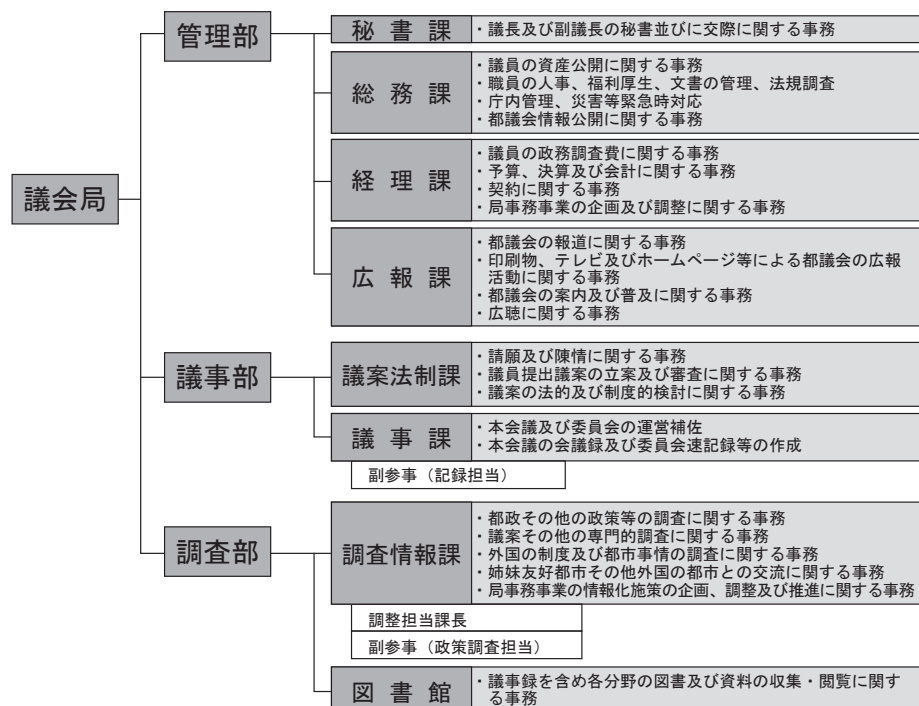 議会局
管理部
秘書課
・議長及び副議長の秘書並びに交際に関する事務
総務課
・議員の資産公開に関する事務
・職員の人事、福利厚生、文書の管理、法規調査
・庁内管理、災害等緊急時対応
・都議会情報公開に関する事務
経理課
・議員の政務調査費に関する事務
・予算、決算及び会計に関する事務
・契約に関する事務
・局事務事業の企画及び調整に関する事務
広報課
・都議会の報道に関する事務
・印刷物、テレビ及びホームページ等による都議会の広報
活動に関する事務
・都議会の案内及び普及に関する事務
・広聴に関する事務
議事部
議案法制課
・請願及び陳情に関する事務
・議員提出議案の立案及び審査に関する事務
・議案の法的及び制度的検討に関する事務
議事課
・本会議及び委員会の運営補佐
・本会議の会議録及び委員会速記録等の作成
副参事（記録担当）
調査部
調査情報課
・都政その他の政策等の調査に関する事務
・議案その他の専門的調査に関する事務
・外国の制度及び都市事情の調査に関する事務
・姉妹友好都市その他外国の都市との交流に関する事務
・局事務事業の情報化施策の企画、調整及び推進に関する事務
調整担当課長
副参事（政策調査担当）
図書館
・議事録を含め各分野の図書及び資料の収集・閲覧に関す
る事務